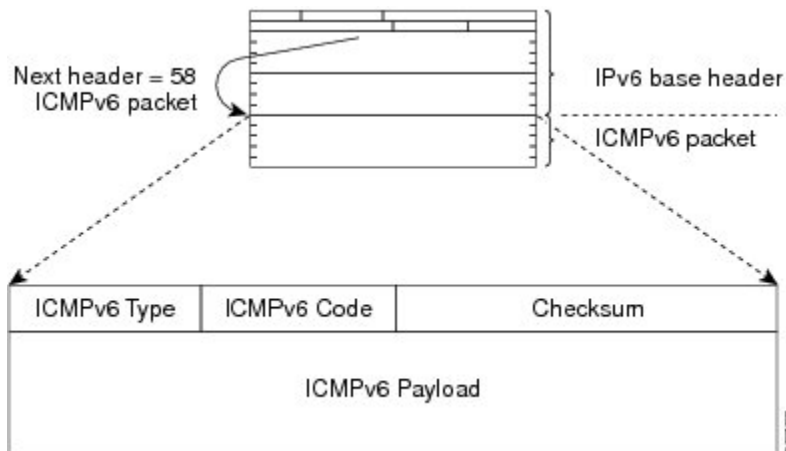 Next header = 58
ICMPv6 packet
IPv6 base header
ICMPv6 packet
ICMPv6 Type
ICMPv6 Code
Checksum
ICMPv6 Payload